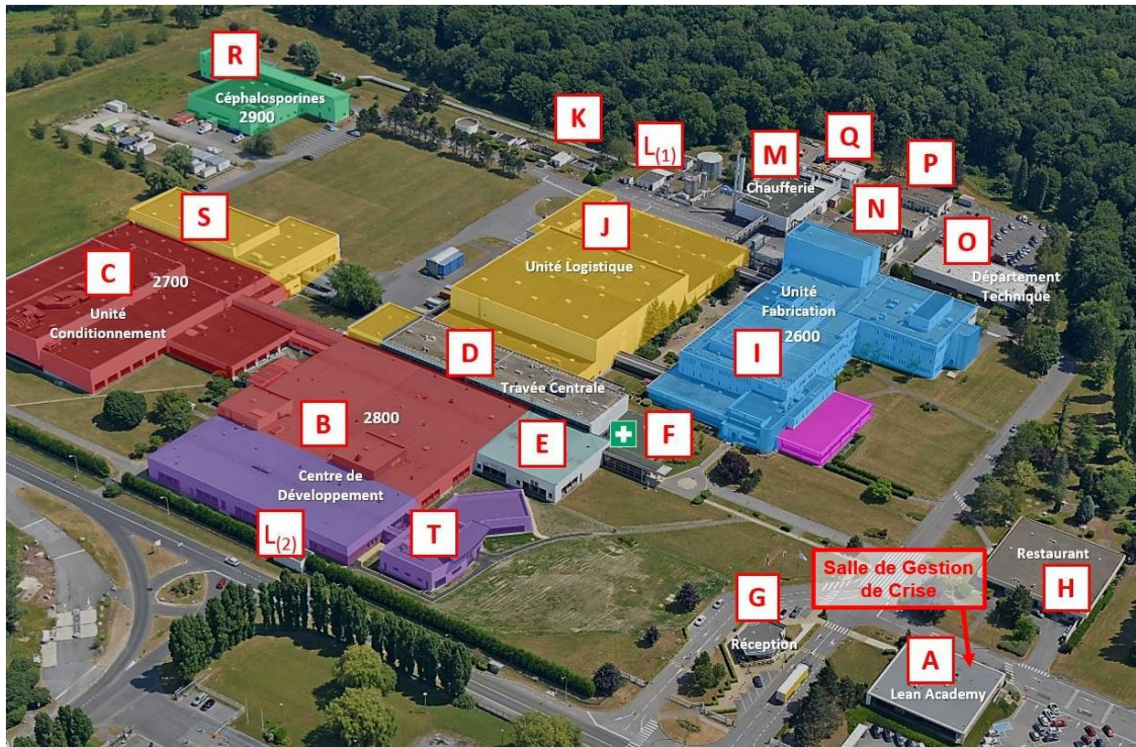 R
Céphalosporines
2900
K
L(1)
M
Chaufferie
Q
P
N
O
Département
Technique
S
C
2700
Unité
Conditionnement
J
Unité Logistique
Unité
Fabrication
2600
I
D
Travée Centrale
B
2800
E
F
Centre de
Développement
L(2)
T
Salle de Gestion
de Crise
Restaurant
H
G
Réception
A
Lean Academy